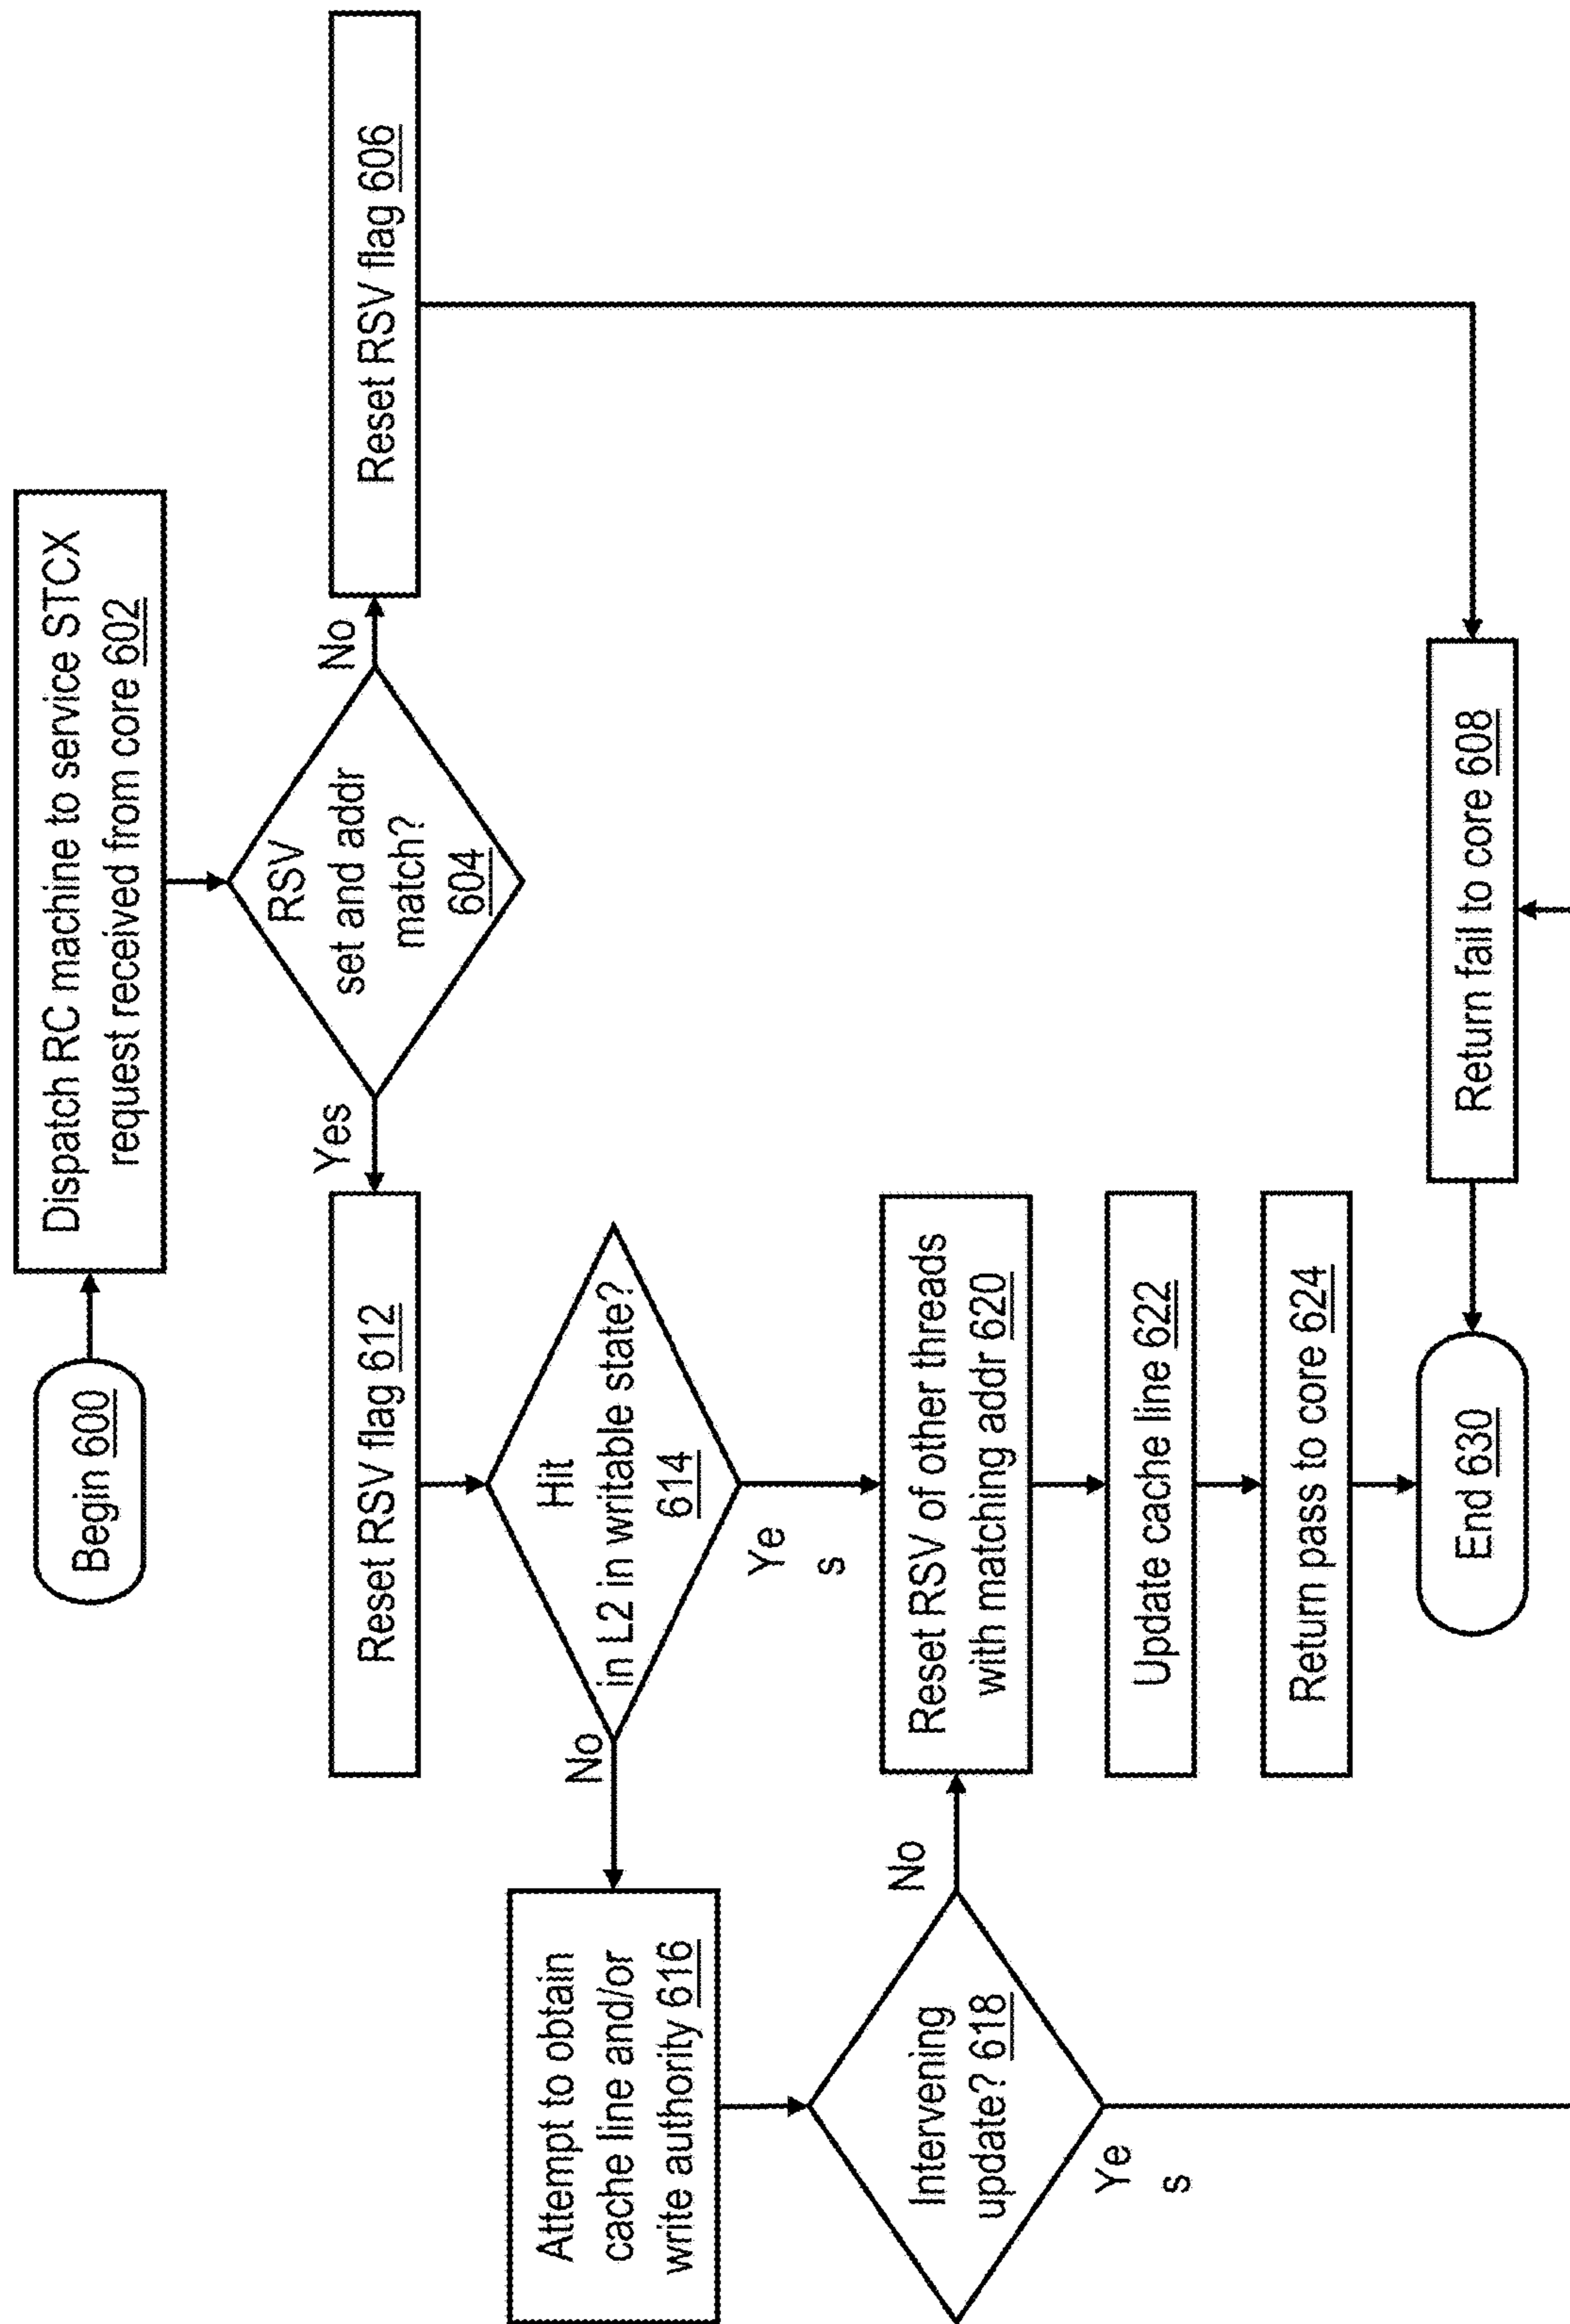 Begin 600
Dispatch RC machine to service STCX
request received from core 602
RSV
set and addr
match?
604
Yes
No
Reset RSV flag 606
Reset RSV flag 612
Hit
in L2 in writable state?
614
No
Ye
s
Attempt to obtain
cache line and/or
write authority 616
Intervening
update? 618
No
Ye
s
Reset RSV of other threads
with matching addr 620
Update cache line 622
Return pass to core 624
Return fail to core 608
End 630